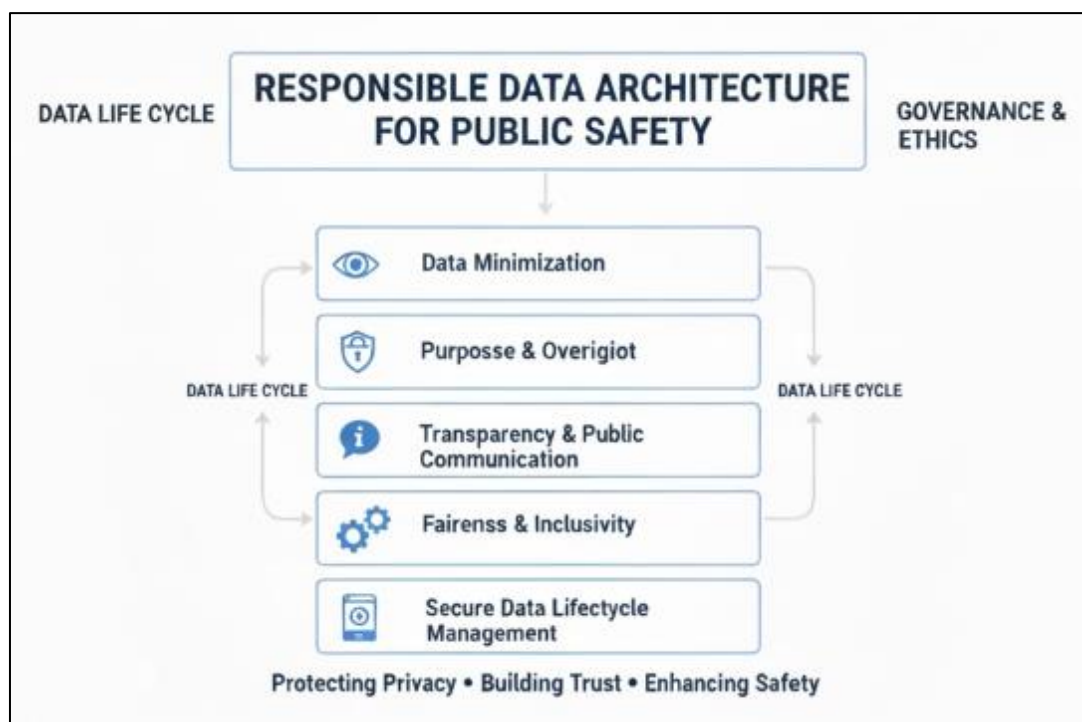 DATA LIFE CYCLE
RESPONSIBLE DATA ARCHITECTURE
FOR PUBLIC SAFETY
GOVERNANCE &
ETHICS
Data Minimization
Purposse & Overigiot
DATA LIFE CYCLE
DATA LIFE CYCLE
Transparency & Public
Communication
Fairenss & Inclusivity
Secure Data Lifectycle
Management
Protecting Privacy • Building Trust • Enhancing Safety